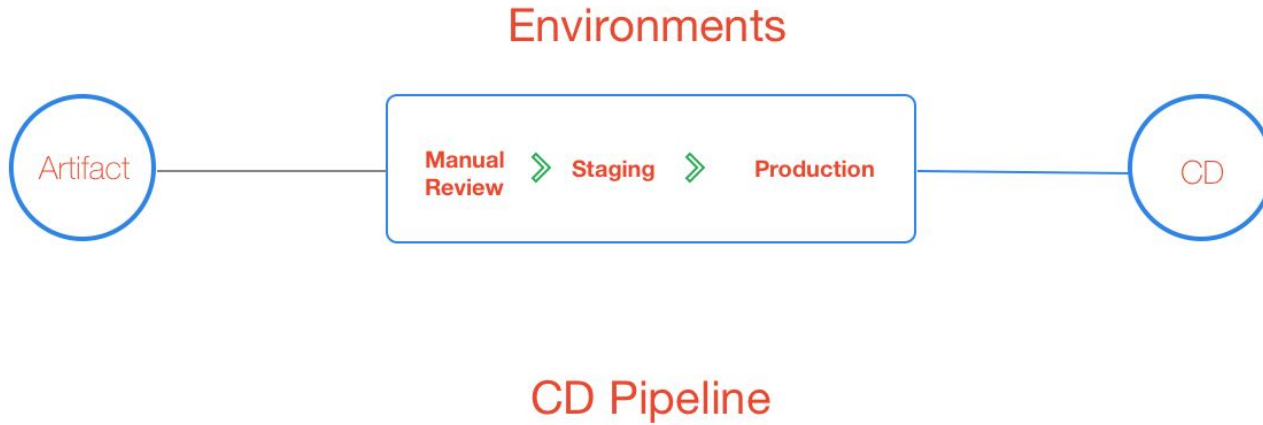 Environments
Artifact
Manual
Review
Staging
Production
CD
CD Pipeline